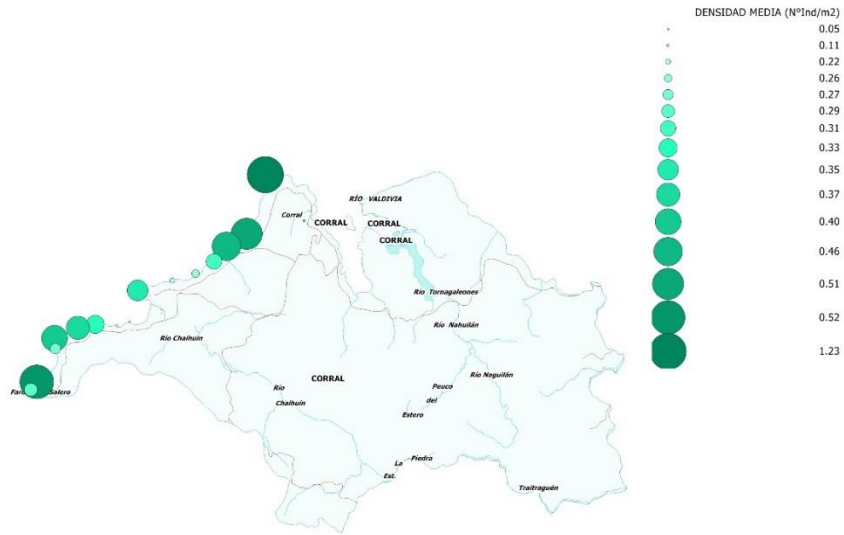 DENSIDAD MEDIA (N°Ind/m2)
0.05
0.11
0.22
0.26
0.27
0.29
0.31
0.33
0.35
0.37
0.40
0.46
0.51
0.52
1.23
RÍO VALDIVIA
Corral
CORRAL
CORRAL
CORRAL
Río Tornagaleones
Río Nahuilán
Río Chaihuín
Río Naguilán
CORRAL
Río
Chaihuín
Peuco
del
Estero
Faro
Salero
La
Piedra
Est.
Traitraguén